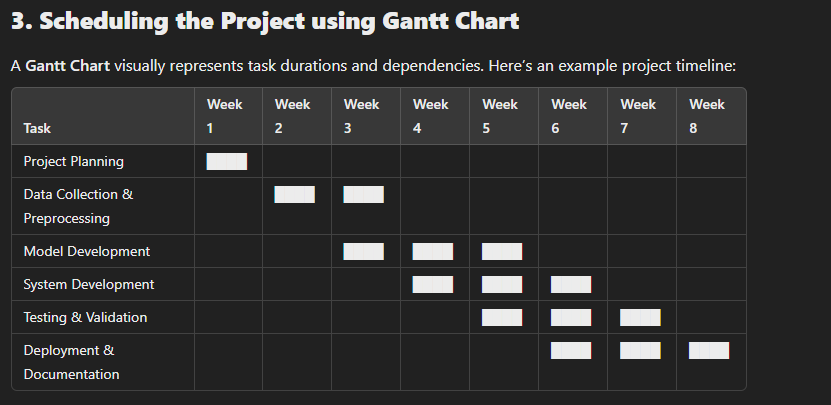 3. Scheduling the Project using Gantt Chart
A Gantt Chart visually represents task durations and dependencies. Here's an example project timeline:
Task Week 1 Week 2 Week 3 Week 4 Week 5 Week 6 Week 7 Week 8
Project Planning
Data Collection &
Preprocessing
Model Development
System Development
Testing & Validation
Deployment &
Documentation